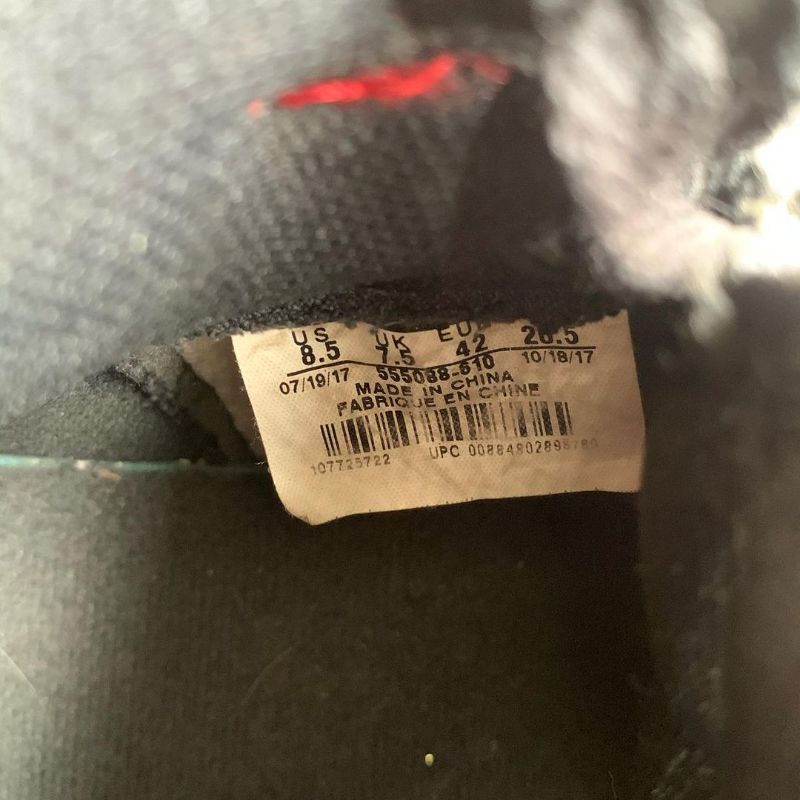 US UK EUR
8.5 7.5 42 26.5
07/19/17 555088-610 10/18/17
MADE IN CHINA
FABRIQUE EN CHINE
107725722 UPC 00884802898780